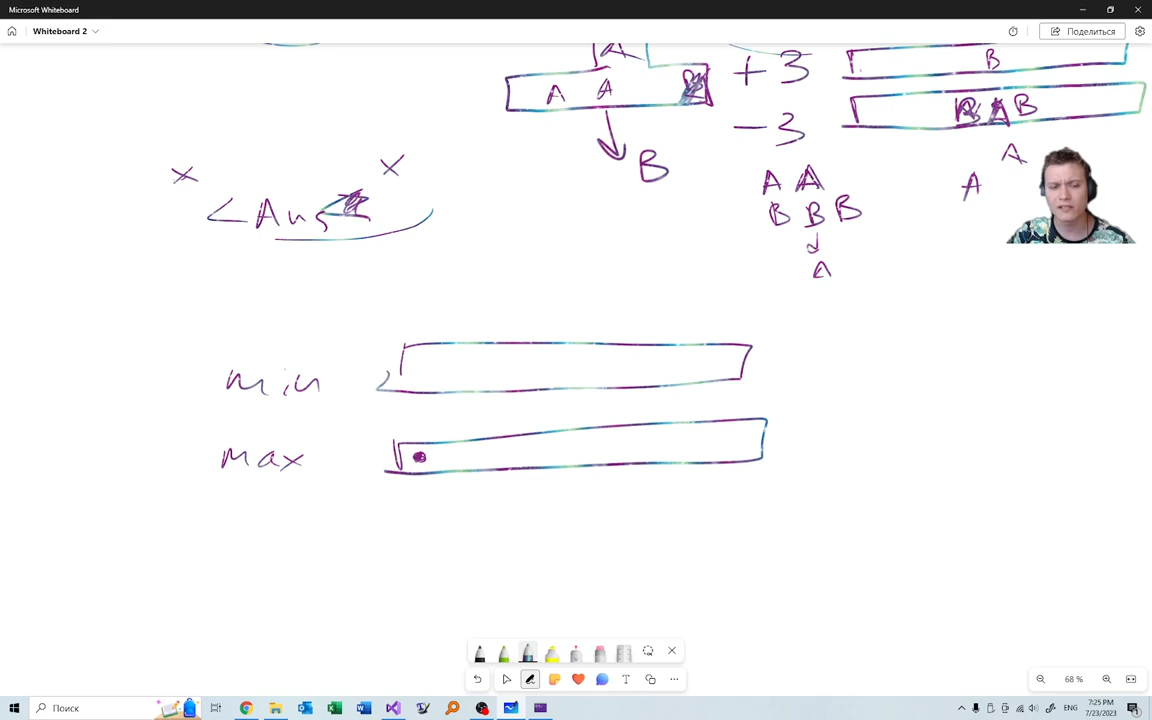 Microsoft Whiteboard
Whiteboard 2
Поделиться
A
B
+ 3
A A
B A B
- 3
B
A
x x
A A
A
< Ans
B B B
A
min
max
68 %
Поиск
ENG
7:25 PM
7/23/2023